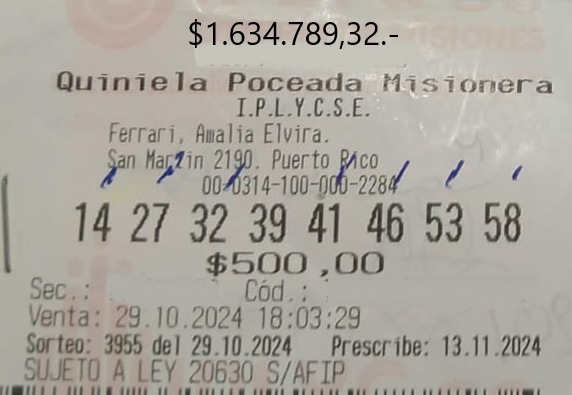 $1.634.789,32.-
Quiniela Poceada Misionera
I.P.L.Y.C.S.E.
Ferrari, Amalia Elvira.
San Martin 2190. Puerto Rico
00-0314-100-000-2284
14 27 32 39 41 46 53 58
$500,00
Sec.: Cód.:
Venta: 29.10.2024 18:03:29
Sorteo: 3955 del 29.10.2024 Prescribe: 13.11.2024
SUJETO A LEY 20630 S/AFIP